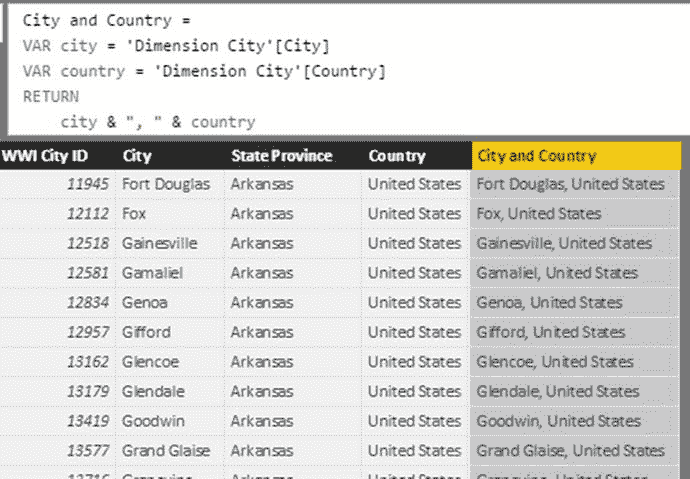 City and Country =
VAR city = 'Dimension City'[City]
VAR country = 'Dimension City'[Country]
RETURN
city & ", " & country
WWI City ID City State Province Country City and Country
11945 Fort Douglas Arkansas United States Fort Douglas, United States
12112 Fox Arkansas United States Fox, United States
12518 Gainesville Arkansas United States Gainesville, United States
12581 Gamaliel Arkansas United States Gamaliel, United States
12834 Genoa Arkansas United States Genoa, United States
12957 Gifford Arkansas United States Gifford, United States
13162 Glencoe Arkansas United States Glencoe, United States
13179 Glendale Arkansas United States Glendale, United States
13419 Goodwin Arkansas United States Goodwin, United States
13577 Grand Glaise Arkansas United States Grand Glaise, United States
Arkansas United States United States